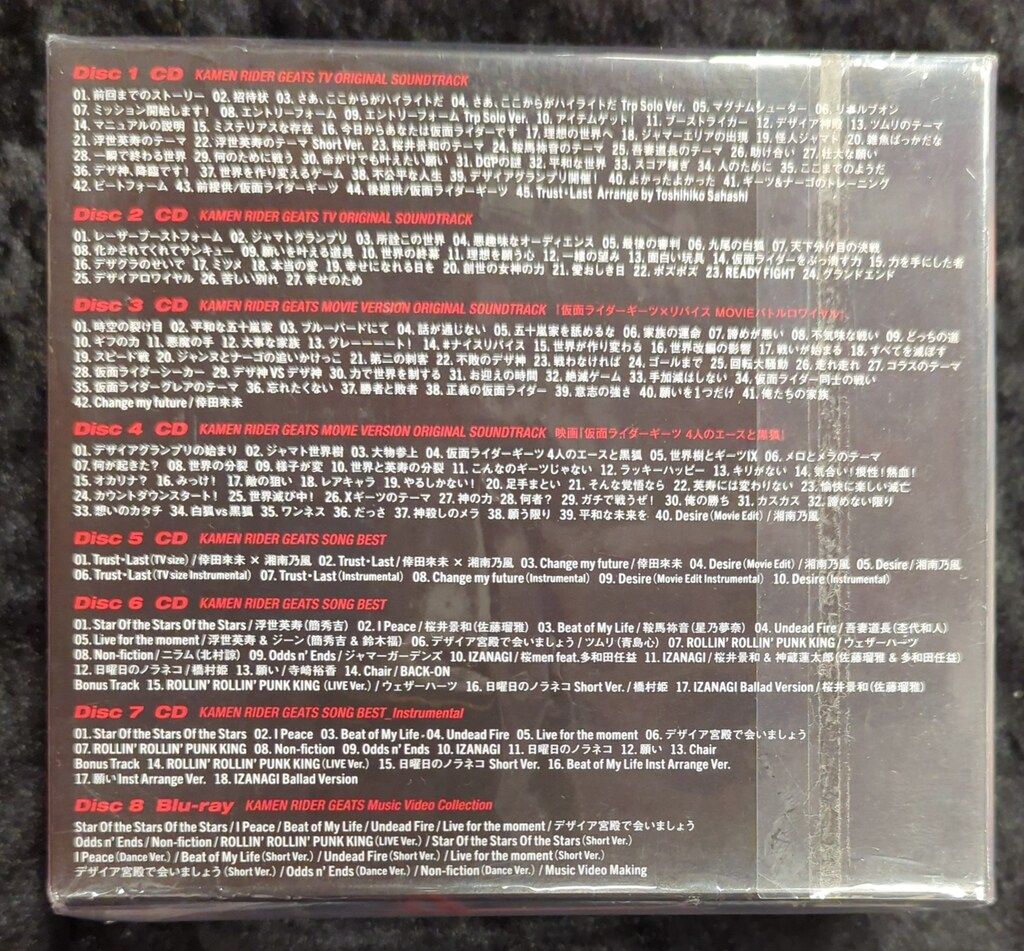 Disc 1 CD KAMEN RIDER GEATS TV ORIGINAL SOUNDTRACK
01. 前回までのストーリー 02. 招待状 03. さあ、ここからがハイライトだ 04. さあ、ここからがハイライトだ Trp Solo Ver. 05. マグナムシューター 06. リボルブオン
07. ミッション開始します! 08. エントリーフォーム 09. エントリーフォーム Trp Solo Ver. 10. アイテムゲット! 11. ブーストライカー 12. デザイア神殿 13. ツムリのテーマ
14. マニュアルの説明 15. ミステリアスな存在 16. 今日からあなたは仮面ライダーです 17. 理想の世界へ 18. ジャマーエリアの出現 19. 怪人ジャマト 20. 雑魚ばっかだな
21. 浮世英寿のテーマ 22. 浮世英寿のテーマ Short Ver. 23. 桜井景和のテーマ 24. 鞍馬祢音のテーマ 25. 吾妻道長のテーマ 26. 助け合い 27. 壮大な願い
28. 一瞬で終わる世界 29. 何のために戦う 30. 命がけでも叶えたい願い 31. DGPの謎 32. 平和な世界 33. スコア稼ぎ 34. 人のために 35. ここまでのようだ
36. デザ神、降臨です! 37. 世界を作り変えるゲーム 38. 不公平な人生 39. デザイアグランプリ開催! 40. よかったよかった 41. ギーツ&ナーゴのトレーニング
42. ビートフォーム 43. 前提供/仮面ライダーギーツ 44. 後提供/仮面ライダーギーツ 45. Trust・Last Arrange by Toshihiko Sahashi
Disc 2 CD KAMEN RIDER GEATS TV ORIGINAL SOUNDTRACK
01. レーザーブーストフォーム 02. ジャマトグランプリ 03. 所詮この世界 04. 悪趣味なオーディエンス 05. 最後の審判 06. 九尾の白狐 07. 天下分け目の決戦
08. 化かされてくれてサンキュー 09. 願いを叶える道具 10. 世界の終幕 11. 理想を願う心 12. 一縷の望み 13. 面白い玩具 14. 仮面ライダーをぶっ潰す力 15. 力を手にした者
16. デザグラのせいで 17. ミツメ 18. 本当の愛 19. 幸せになれる日を 20. 創世の女神の力 21. 愛おしき日 22. ボズボズ 23. READY FIGHT 24. グランドエンド
25. デザイアロワイヤル 26. 苦しい別れ 27. 幸せのため
Disc 3 CD KAMEN RIDER GEATS MOVIE VERSION ORIGINAL SOUNDTRACK 『仮面ライダーギーツ×リバイス MOVIEバトルロワイヤル』
01. 時空の裂け目 02. 平和な五十嵐家 03. ブルーバードにて 04. 話が通じない 05. 五十嵐家を舐めるな 06. 家族の運命 07. 諦めが悪い 08. 不気味な戦い 09. どっちの道
10. ギフの力 11. 悪魔の手 12. 大事な家族 13. グレーーーート! 14. #ナイスリバイス 15. 世界が作り変わる 16. 世界改編の影響 17. 戦いが始まる 18. すべてを滅ぼす
19. スピード戦 20. ジャンヌとナーゴの追いかけっこ 21. 第二の刺客 22. 不敗のデザ神 23. 戦わなければ 24. ゴールまで 25. 回転大騒動 26. 走れ走れ 27. コラスのテーマ
28. 仮面ライダーシーカー 29. デザ神 VS デザ神 30. 力で世界を制する 31. お迎えの時間 32. 絶滅ゲーム 33. 手加減はしない 34. 仮面ライダー同士の戦い
35. 仮面ライダーグレアのテーマ 36. 忘れたくない 37. 勝者と敗者 38. 正義の仮面ライダー 39. 意志の強さ 40. 願いを1つだけ 41. 俺たちの家族
42. Change my future/倖田來未
Disc 4 CD KAMEN RIDER GEATS MOVIE VERSION ORIGINAL SOUNDTRACK 映画『仮面ライダーギーツ 4人のエースと黒狐』
01. デザイアグランプリの始まり 02. ジャマト世界樹 03. 大物参上 04. 仮面ライダーギーツ 4人のエースと黒狐 05. 世界樹とギーツIX 06. メロとメラのテーマ
07. 何が起きた? 08. 世界の分裂 09. 様子が変 10. 世界と英寿の分裂 11. こんなのギーツじゃない 12. ラッキーハッピー 13. キリがない 14. 気合い!根性!熱血!
15. オカリナ? 16. みっけ! 17. 敵の狙い 18. レアキャラ 19. やるしかない! 20. 足手まとい 21. そんな覚悟なら 22. 英寿には変わりない 23. 愉快に楽しい滅亡
24. カウントダウンスタート! 25. 世界滅び中! 26. Xギーツのテーマ 27. 神の力 28. 何者? 29. ガチで戦うぜ! 30. 俺の勝ち 31. カスカス 32. 諦めない限り
33. 想いのカタチ 34. 白狐vs黒狐 35. ワンネス 36. だっさ 37. 神殺しのメラ 38. 願う限り 39. 平和な未来を 40. Desire (Movie Edit)/湘南乃風
Disc 5 CD KAMEN RIDER GEATS SONG BEST
01. Trust・Last (TV size)/倖田來未 × 湘南乃風 02. Trust・Last/倖田來未 × 湘南乃風 03. Change my future/倖田來未 04. Desire (Movie Edit)/湘南乃風 05. Desire/湘南乃風
06. Trust・Last (TV size Instrumental) 07. Trust・Last (Instrumental) 08. Change my future (Instrumental) 09. Desire (Movie Edit Instrumental) 10. Desire (Instrumental)
Disc 6 CD KAMEN RIDER GEATS SONG BEST
01. Star Of the Stars Of the Stars/浮世英寿(簡秀吉) 02. I Peace/桜井景和(佐藤瑠雅) 03. Beat of My Life/鞍馬祢音(星乃夢奈) 04. Undead Fire/吾妻道長(杢代和人)
05. Live for the moment/浮世英寿 & ジーン(簡秀吉 & 鈴木福) 06. デザイア宮殿で会いましょう/ツムリ(青島心) 07. ROLLIN' ROLLIN' PUNK KING/ウェザーハーツ
08. Non-fiction/ニラム(北村諒) 09. Odds n' Ends/ジャマーガーデンズ 10. IZANAGI/桜men feat. 多和田任益 11. IZANAGI/桜井景和 & 神蔵蓮太郎(佐藤瑠雅 & 多和田任益)
12. 日曜日のノラネコ/橋村姫 13. 願い/寺崎裕香 14. Chair/BACK-ON
Bonus Track 15. ROLLIN' ROLLIN' PUNK KING (LIVE Ver.)/ウェザーハーツ 16. 日曜日のノラネコ Short Ver./橋村姫 17. IZANAGI Ballad Version/桜井景和(佐藤瑠雅)
Disc 7 CD KAMEN RIDER GEATS SONG BEST_Instrumental
01. Star Of the Stars Of the Stars 02. I Peace 03. Beat of My Life 04. Undead Fire 05. Live for the moment 06. デザイア宮殿で会いましょう
07. ROLLIN' ROLLIN' PUNK KING 08. Non-fiction 09. Odds n' Ends 10. IZANAGI 11. 日曜日のノラネコ 12. 願い 13. Chair
Bonus Track 14. ROLLIN' ROLLIN' PUNK KING (LIVE Ver.) 15. 日曜日のノラネコ Short Ver. 16. Beat of My Life Inst Arrange Ver.
17. 願い Inst Arrange Ver. 18. IZANAGI Ballad Version
Disc 8 Blu-ray KAMEN RIDER GEATS Music Video Collection
Star Of the Stars Of the Stars/I Peace/Beat of My Life/Undead Fire/Live for the moment/デザイア宮殿で会いましょう
Odds n' Ends/Non-fiction/ROLLIN' ROLLIN' PUNK KING (LIVE Ver.)/Star Of the Stars Of the Stars (Short Ver.)
I Peace (Dance Ver.)/Beat of My Life (Short Ver.)/Undead Fire (Short Ver.)/Live for the moment (Short Ver.)
デザイア宮殿で会いましょう (Short Ver.)/Odds n' Ends (Dance Ver.)/Non-fiction (Dance Ver.)/Music Video Making